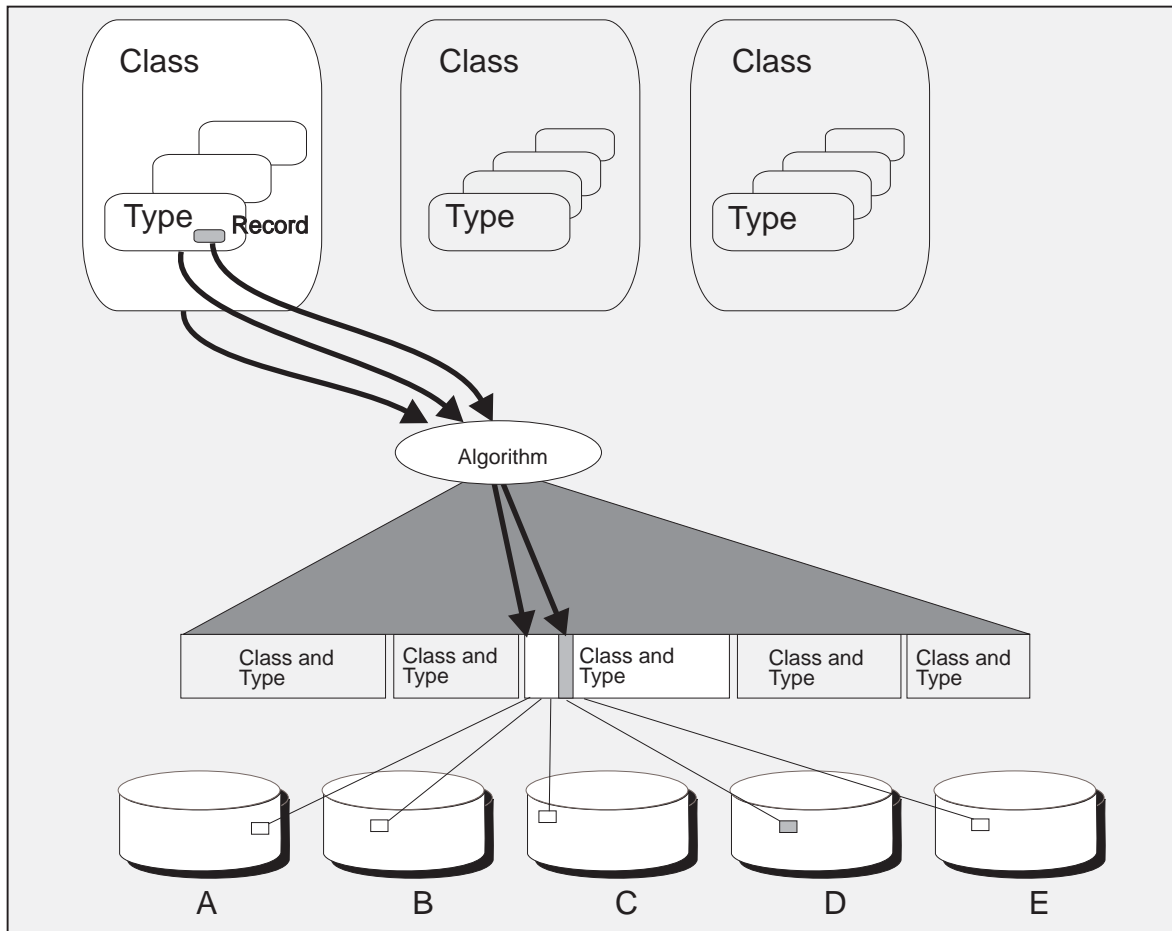 Class
Class
Class
Type
Record
Type
Type
Algorithm
Class and
Type
Class and
Type
Class and
Type
Class and
Type
Class and
Type
A
B
C
D
E